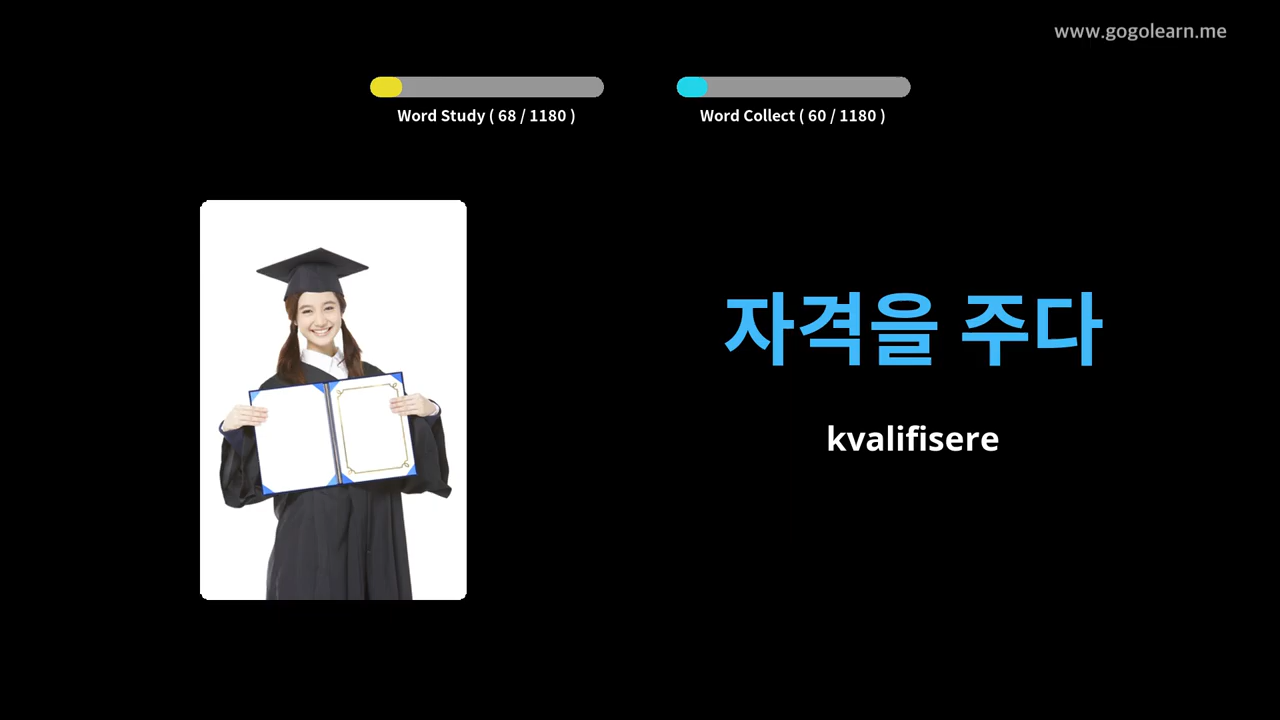 www.gogolearn.me
Word Study ( 68 / 1180 )
Word Collect ( 60 / 1180 )
자격을 주다
kvalifisere